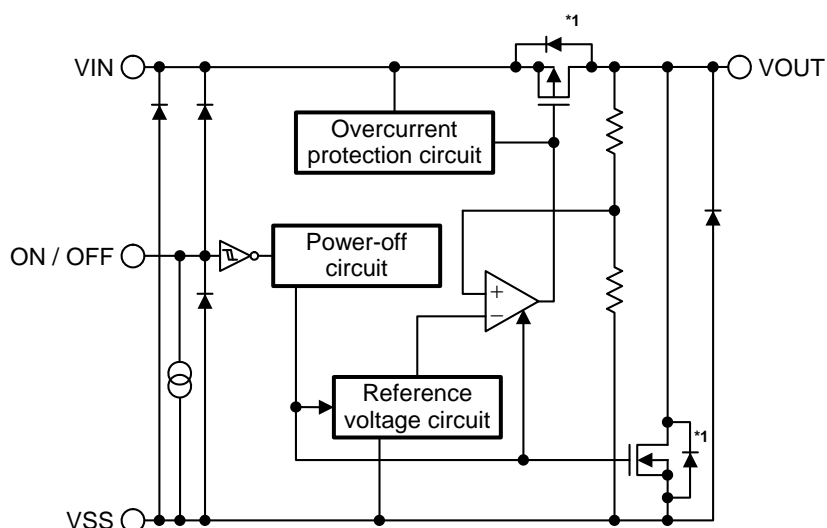 *1
VIN
VOUT
Overcurrent
protection circuit
ON / OFF
Power-off
circuit
+
−
Reference
voltage circuit
*1
VSS